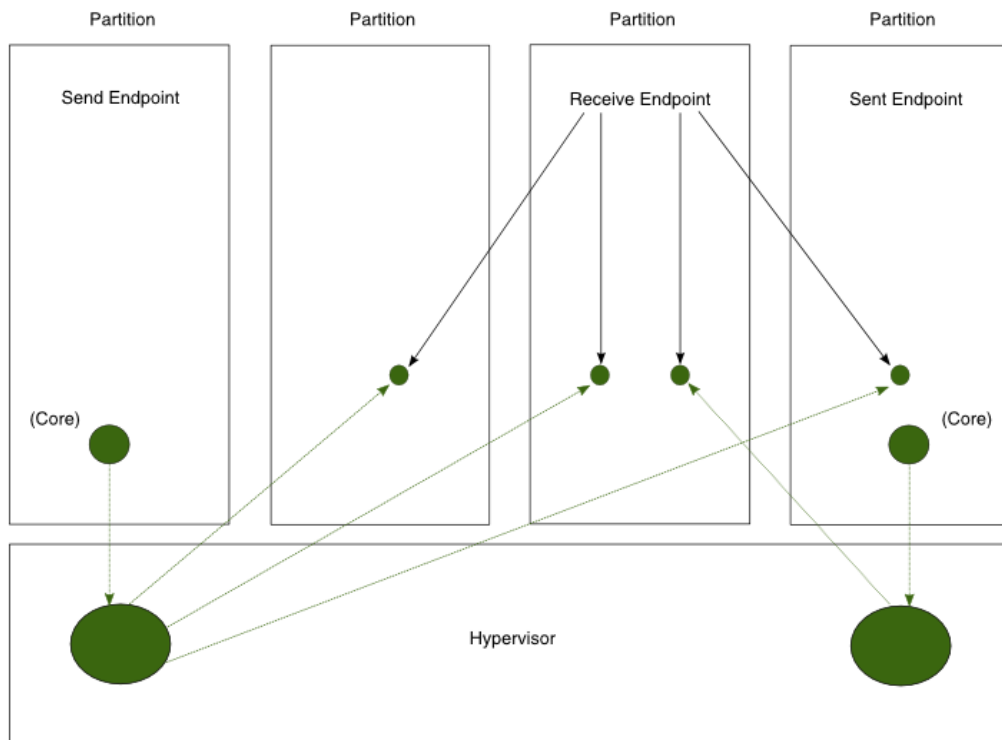 Partition
Partition
Partition
Partition
Send Endpoint
Receive Endpoint
Sent Endpoint
(Core)
(Core)
Hypervisor